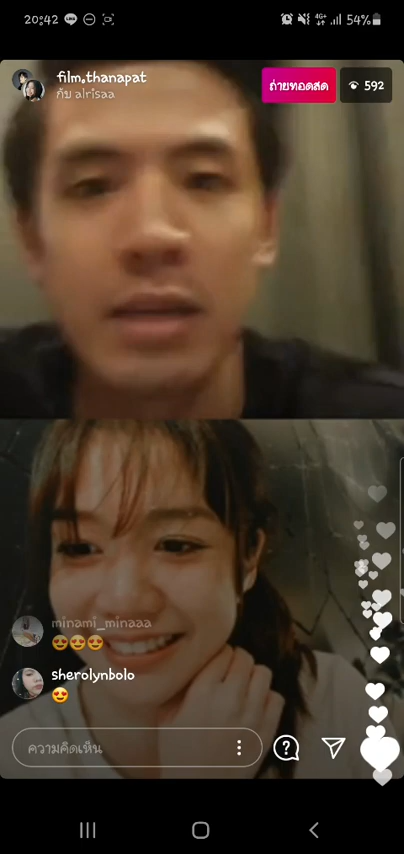 20:42
4G+
54%
film.thanapat
กับ alrisaa
ถ่ายทอดสด
592
minami_minaaa
😍😍😍
sherolynbolo
😍
ความคิดเห็น